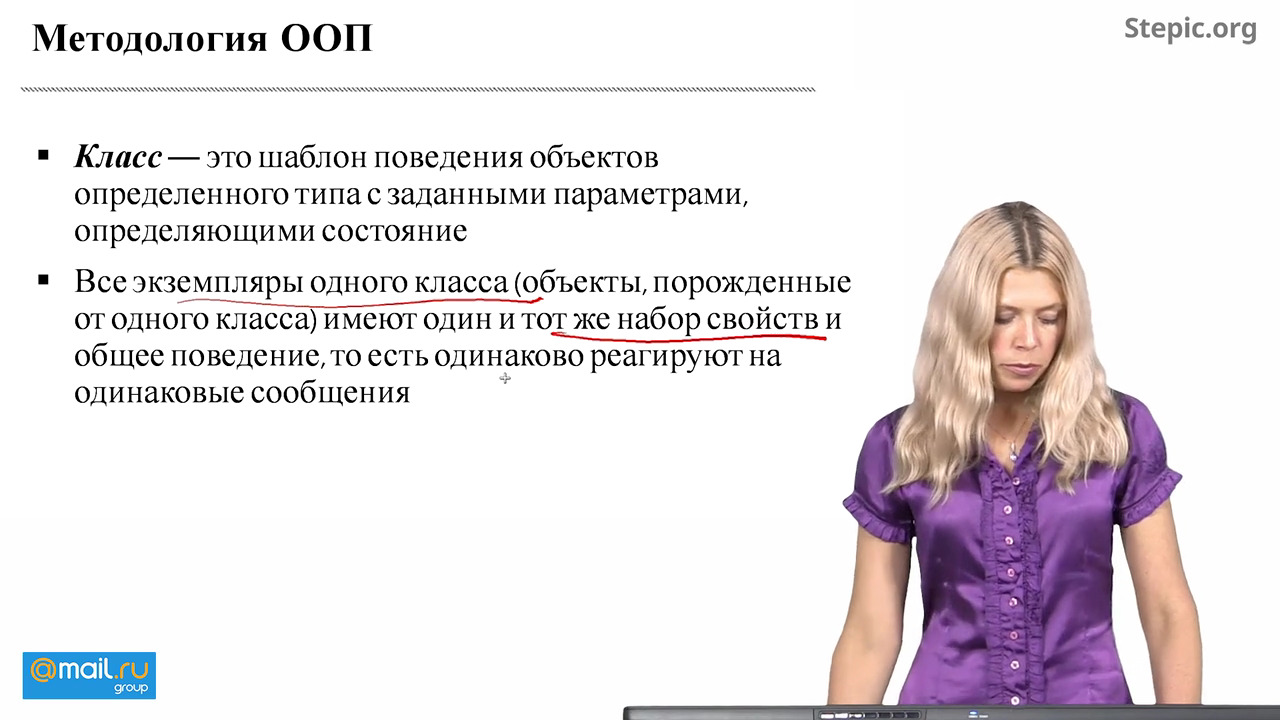 Методология ООП
Stepic.org
Класс — это шаблон поведения объектов
определенного типа с заданными параметрами,
определяющими состояние
Все экземпляры одного класса (объекты, порожденные
от одного класса) имеют один и тот же набор свойств и
общее поведение, то есть одинаково реагируют на
одинаковые сообщения
@mail.ru
group